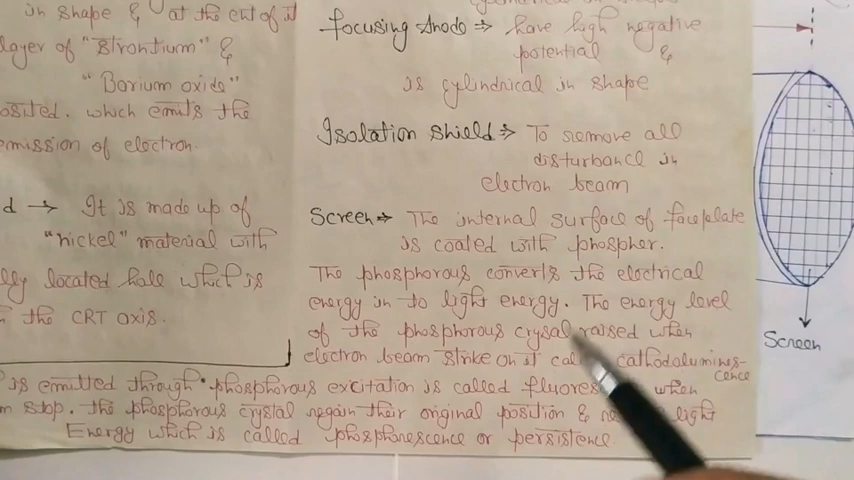 in shape & at the end of it
layer of "Strontium" &
"Barium oxide"
osited. which emits the
emission of electron.
d → It is made up of
"nickel" material with
lly located hole which is
the CRT axis.
focusing Anode ⇒ have high negative
potential &
is cylindrical in shape
Isolation shield ⇒ To remove all
disturbance in
electron beam
Screen ⇒ The internal surface of faceplate
is coated with phospher.
The phosphorous converts the electrical
energy in to light energy. The energy level
of the phosphorous crysal raised when
electron beam strike on it call cathodolumines-
cence
is emitted through phosphorous excitation is called fluores when
stop. the phosphorous crystal regain their original position & light
Energy which is called phosphorescence or persistence
Screen